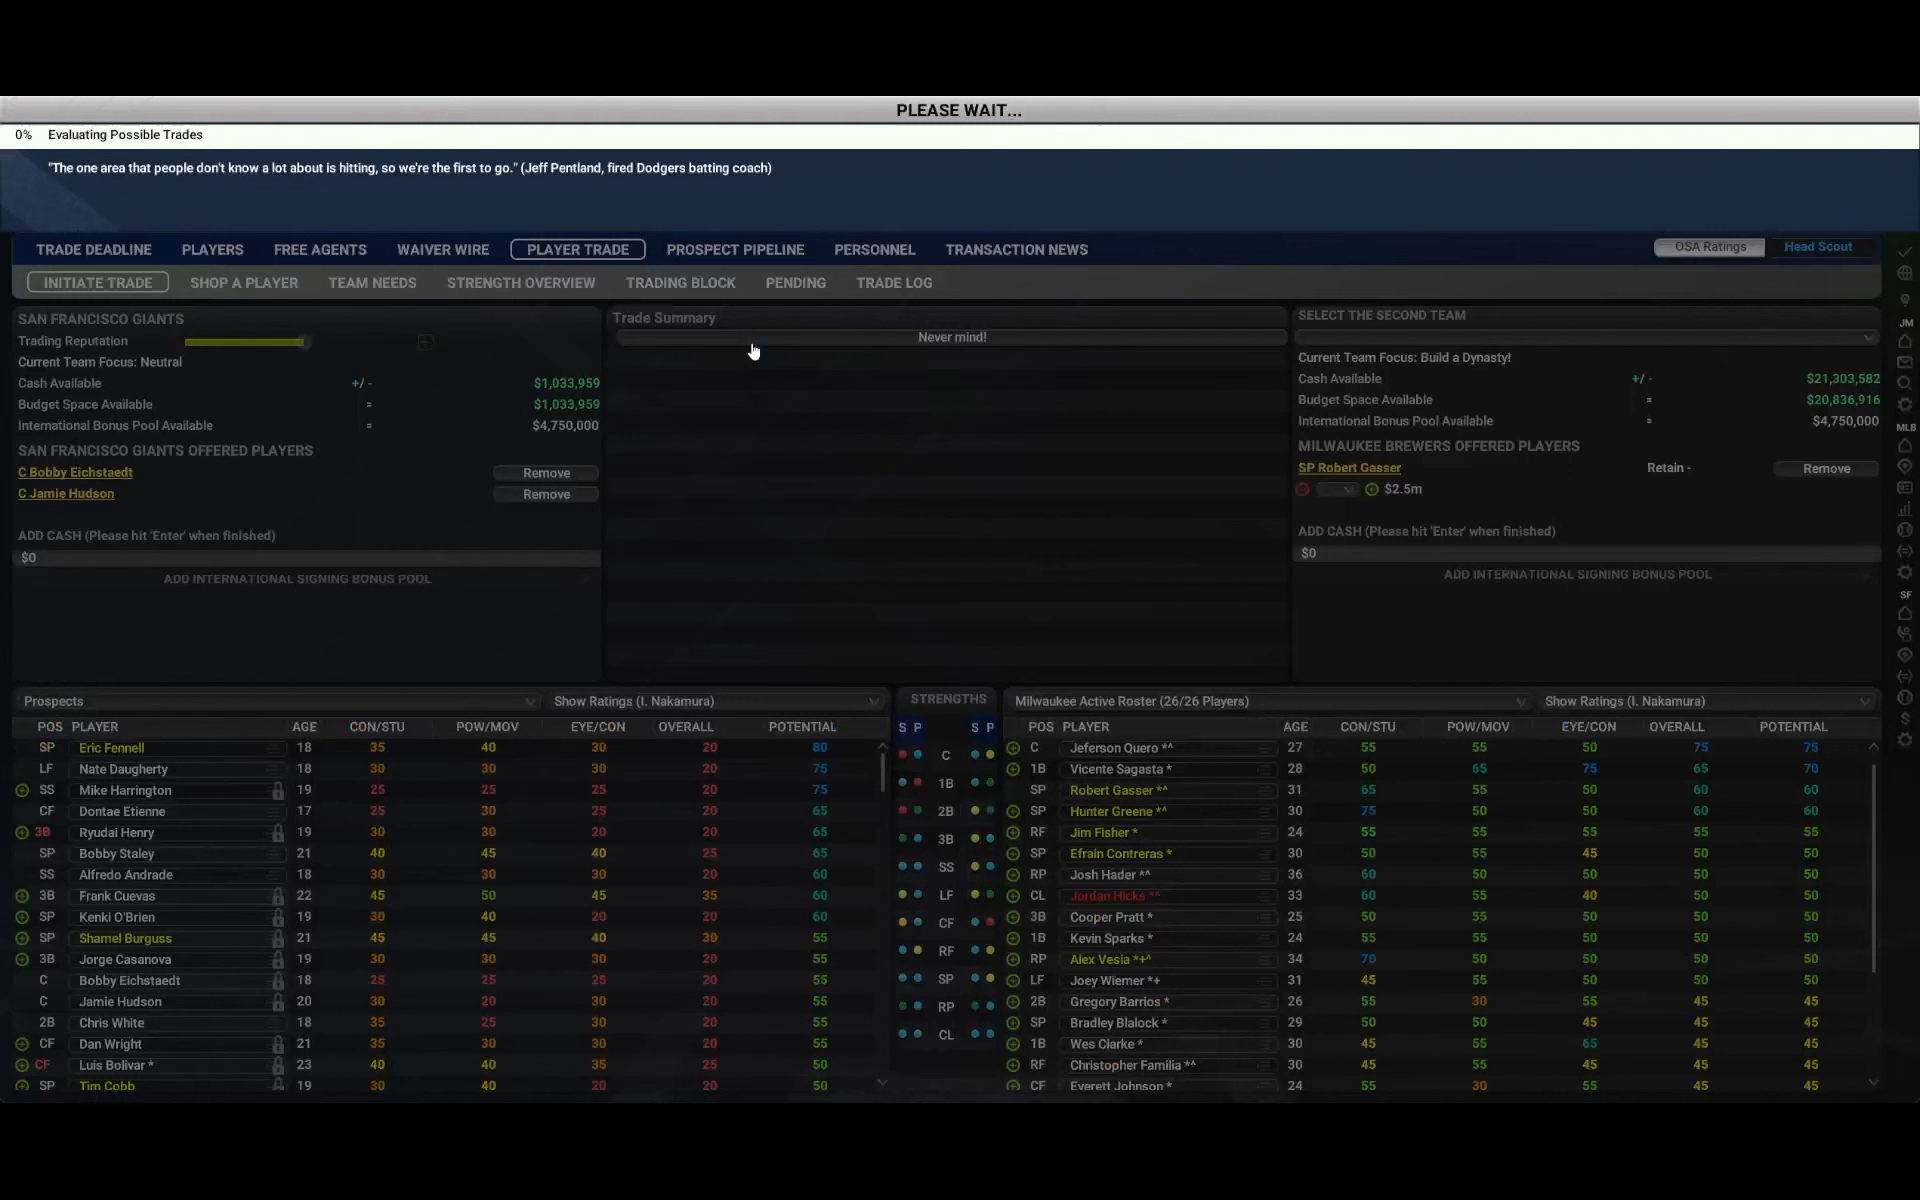 PLEASE WAIT...
0% Evaluating Possible Trades
"The one area that people don't know a lot about is hitting, so we're the first to go." (Jeff Pentland, fired Dodgers batting coach)
TRADE DEADLINE PLAYERS FREE AGENTS WAIVER WIRE PLAYER TRADE PROSPECT PIPELINE PERSONNEL TRANSACTION NEWS OSA Ratings Head Scout
INITIATE TRADE SHOP A PLAYER TEAM NEEDS STRENGTH OVERVIEW TRADING BLOCK PENDING TRADE LOG
SAN FRANCISCO GIANTS
Trading Reputation
Current Team Focus: Neutral
Cash Available +/- $1,033,959
Budget Space Available = $1,033,959
International Bonus Pool Available = $4,750,000
SAN FRANCISCO GIANTS OFFERED PLAYERS
C Bobby Eichstaedt Remove
C Jamie Hudson Remove
ADD CASH (Please hit 'Enter' when finished)
$0
ADD INTERNATIONAL SIGNING BONUS POOL
Trade Summary
Never mind!
SELECT THE SECOND TEAM
Current Team Focus: Build a Dynasty!
Cash Available +/- $21,303,582
Budget Space Available = $20,836,916
International Bonus Pool Available = $4,750,000
MILWAUKEE BREWERS OFFERED PLAYERS
SP Robert Gasser Retain - Remove
$2.5m
ADD CASH (Please hit 'Enter' when finished)
$0
ADD INTERNATIONAL SIGNING BONUS POOL
JM
MLB
SF
Prospects Show Ratings (I. Nakamura)
POS PLAYER AGE CON/STU POW/MOV EYE/CON OVERALL POTENTIAL
SP Eric Fennell 18 35 40 30 20 80
LF Nate Daugherty 18 30 30 30 20 75
SS Mike Harrington 19 25 25 25 20 75
CF Dontae Etienne 17 25 30 25 20 65
3B Ryudai Henry 19 30 30 20 20 65
SP Bobby Staley 21 40 45 40 25 65
SS Alfredo Andrade 18 30 30 30 20 60
3B Frank Cuevas 22 45 50 45 35 60
SP Kenki O'Brien 19 30 40 20 20 60
SP Shamel Burguss 21 45 45 40 30 55
3B Jorge Casanova 19 30 30 30 20 55
C Bobby Eichstaedt 18 25 25 25 20 55
C Jamie Hudson 20 30 20 30 20 55
2B Chris White 18 35 25 30 20 55
CF Dan Wright 21 35 30 30 20 55
CF Luis Bolivar * 23 40 40 35 25 50
SP Tim Cobb 19 30 40 20 20 50
STRENGTHS
S P S P
C
1B
2B
3B
SS
LF
CF
RF
SP
RP
CL
Milwaukee Active Roster (26/26 Players) Show Ratings (I. Nakamura)
POS PLAYER AGE CON/STU POW/MOV EYE/CON OVERALL POTENTIAL
C Jeferson Quero *^ 27 55 55 50 75 75
1B Vicente Sagasta * 28 50 65 75 65 70
SP Robert Gasser *^ 31 65 55 50 60 60
SP Hunter Greene *^ 30 75 50 50 60 60
RF Jim Fisher * 24 55 55 55 55 55
SP Efrain Contreras * 30 50 55 45 50 50
RP Josh Hader *^ 36 60 55 50 50 50
CL Jordan Hicks *^ 33 60 55 40 50 50
3B Cooper Pratt * 25 50 55 50 50 50
1B Kevin Sparks * 24 55 55 50 50 50
RP Alex Vesia *+^ 34 70 50 50 50 50
LF Joey Wiemer *+ 31 45 55 50 50 50
2B Gregory Barrios * 26 55 30 55 45 45
SP Bradley Blalock * 29 50 50 45 45 45
1B Wes Clarke * 30 45 55 65 45 45
RF Christopher Familia *^ 30 45 55 50 45 45
CF Everett Johnson * 24 55 30 55 45 45